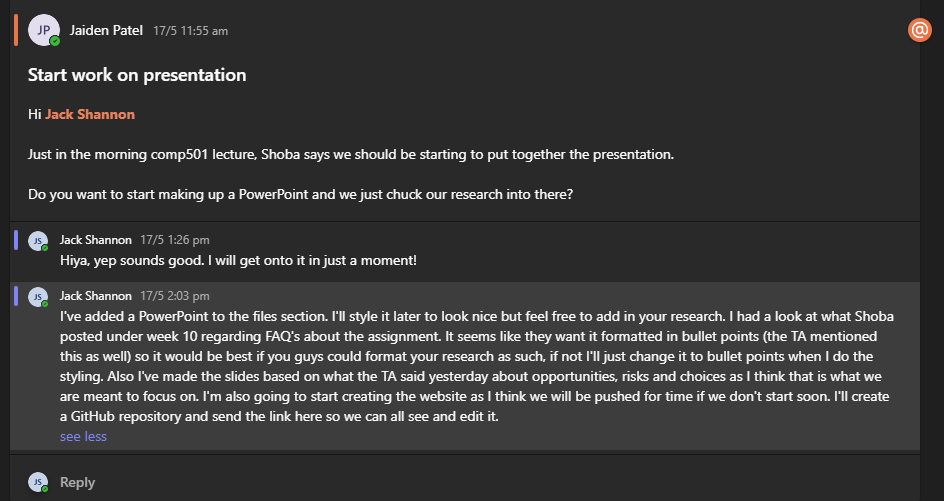 JP
Jaiden Patel 17/5 11:55 am
@
Start work on presentation
Hi Jack Shannon
Just in the morning comp501 lecture, Shoba says we should be starting to put together the presentation.
Do you want to start making up a PowerPoint and we just chuck our research into there?
JS
Jack Shannon 17/5 1:26 pm
Hiya, yep sounds good. I will get onto it in just a moment!
JS
Jack Shannon 17/5 2:03 pm
I've added a PowerPoint to the files section. I'll style it later to look nice but feel free to add in your research. I had a look at what Shoba
posted under week 10 regarding FAQ's about the assignment. It seems like they want it formatted in bullet points (the TA mentioned
this as well) so it would be best if you guys could format your research as such, if not I'll just change it to bullet points when I do the
styling. Also I've made the slides based on what the TA said yesterday about opportunities, risks and choices as I think that is what we
are meant to focus on. I'm also going to start creating the website as I think we will be pushed for time if we don't start soon. I'll create
a GitHub repository and send the link here so we can all see and edit it.
see less
JS
Reply